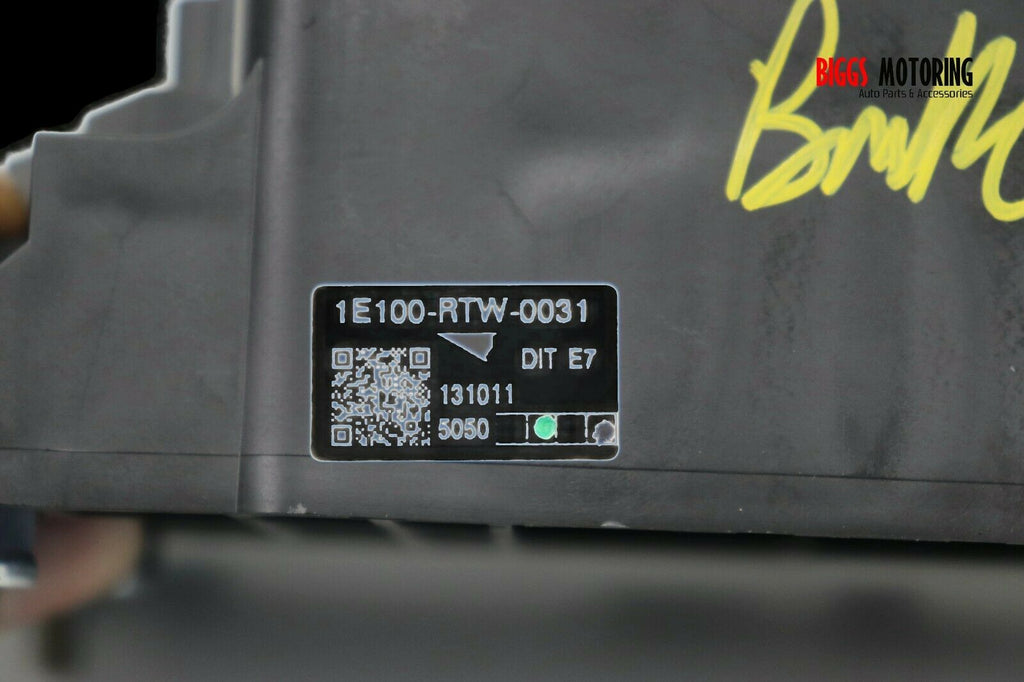 BIGGS MOTORING
Auto Parts & Accessories
1E100-RTW-0031
DIT E7
131011
5050